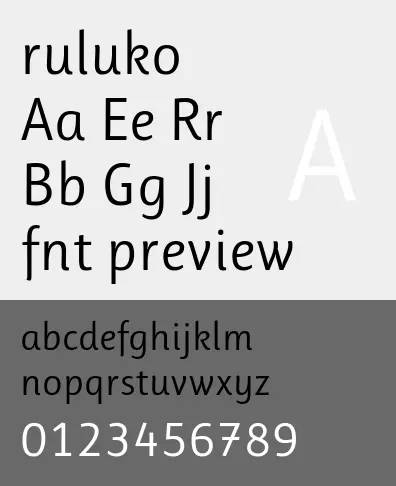 ruluko
Aa Ee Rr
A
Bb Gg Jj
fnt preview
abcdefghijklm
nopqrstuvwxyz
0123456789